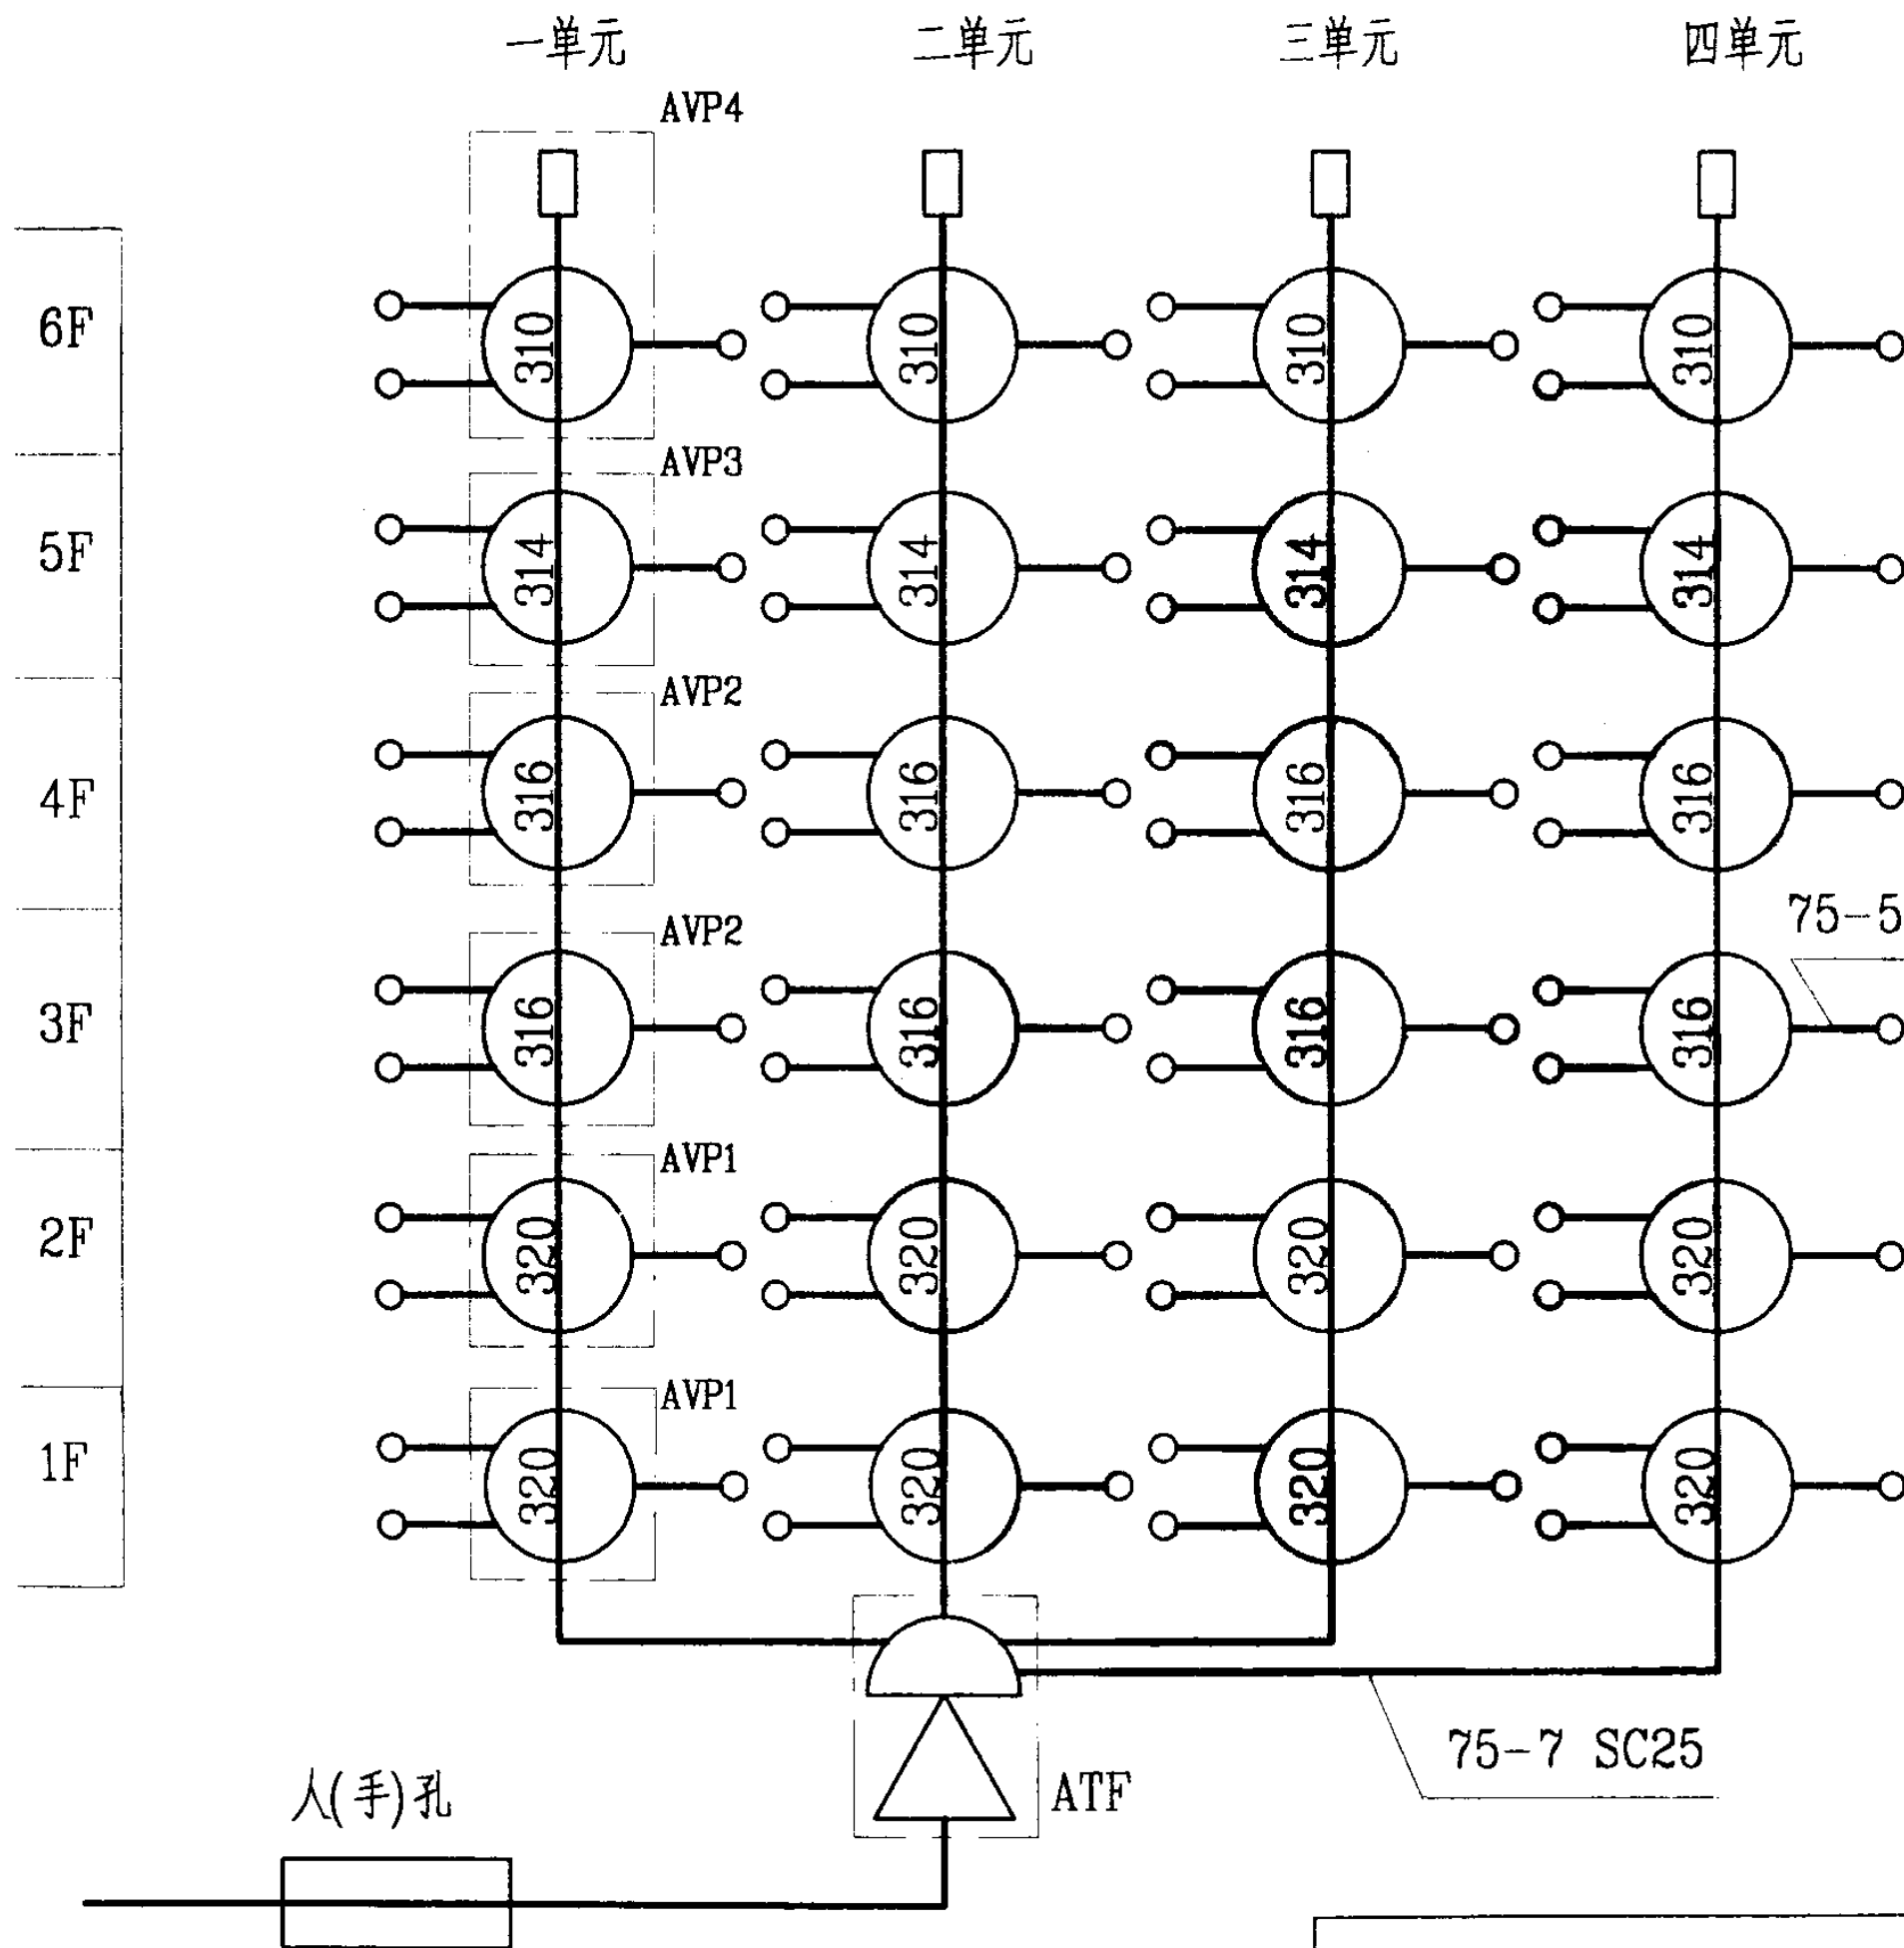 一单元 二单元 三单元 四单元
AVP4
6F 310 310 310 310
AVP3
5F 314 314 314 314
AVP2
4F 316 316 316 316
75-5
AVP2
3F 316 316 316 316
AVP1
2F 320 320 320 320
AVP1
1F 320 320 320 320
75-7 SC25
ATF
人(手)孔